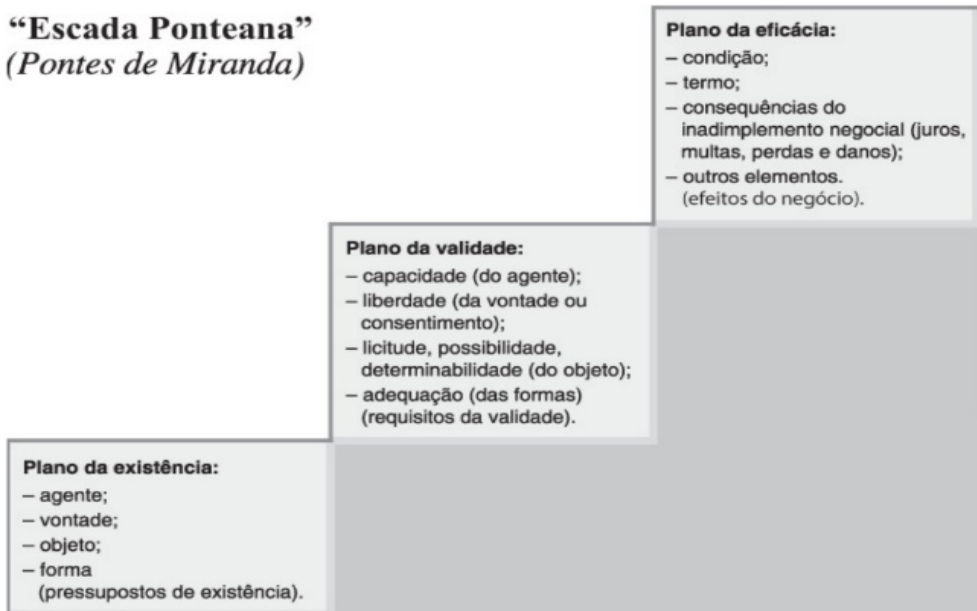 “Escada Ponteana”
(Pontes de Miranda)
Plano da eficácia:
– condição;
– termo;
– consequências do
inadimplemento negocial (juros,
multas, perdas e danos);
– outros elementos.
(efeitos do negócio).
Plano da validade:
– capacidade (do agente);
– liberdade (da vontade ou
consentimento);
– licitude, possibilidade,
determinabilidade (do objeto);
– adequação (das formas)
(requisitos da validade).
Plano da existência:
– agente;
– vontade;
– objeto;
– forma
(pressupostos de existência).